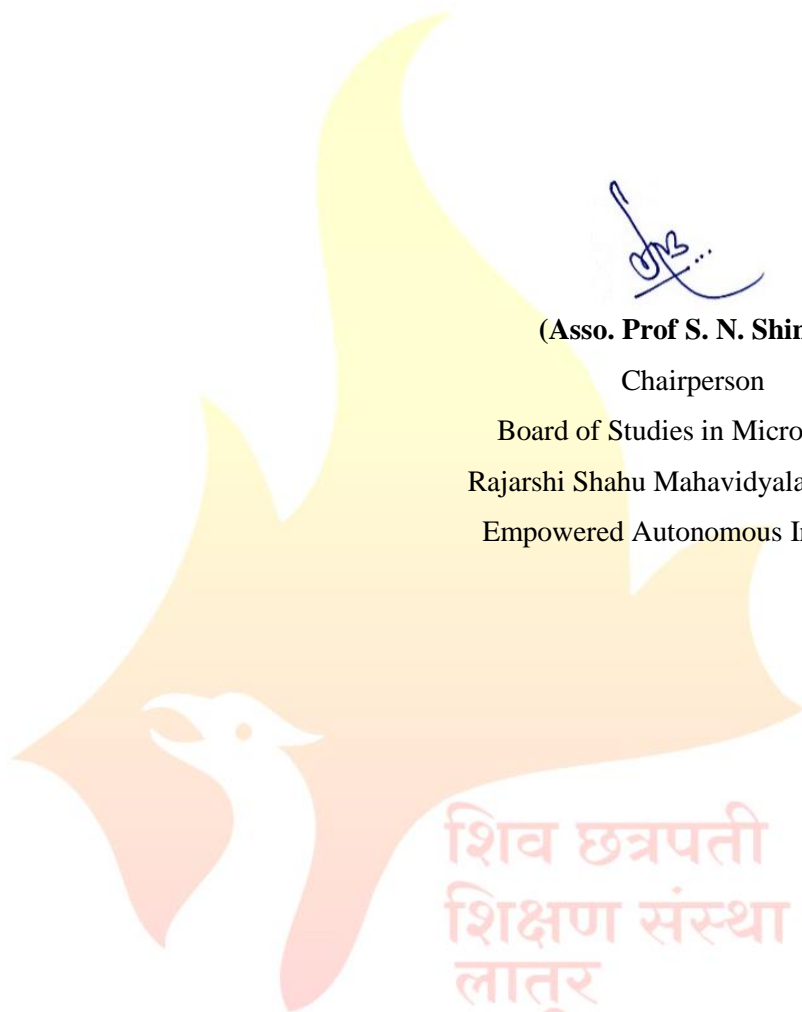 (Asso. Prof S. N. Shin
Chairperson
Board of Studies in Micro
Rajarshi Shahu Mahavidyala
Empowered Autonomous In
शिव छत्रपती
शिक्षण संस्था
लातूर